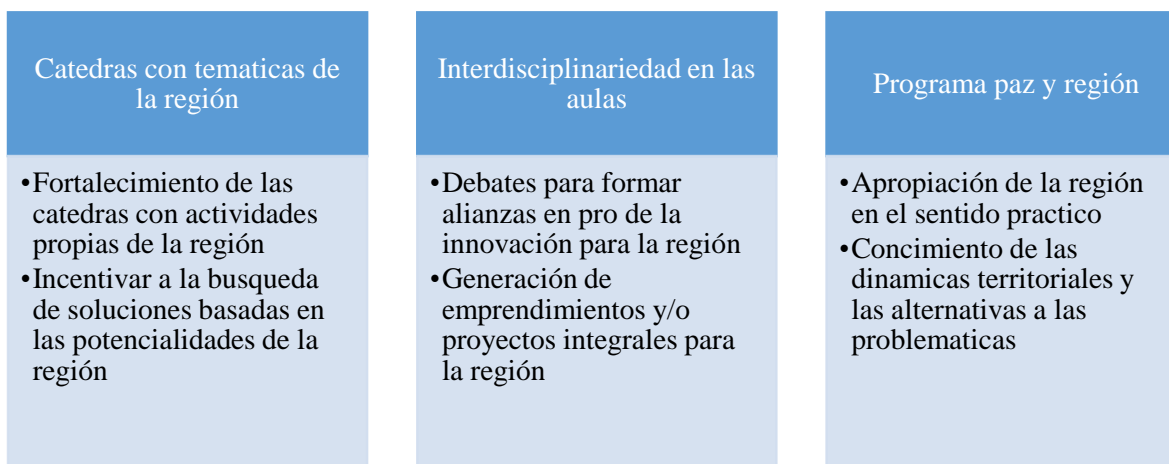 Catedras con tematicas de
la región
•Fortalecimiento de las
catedras con actividades
propias de la región
•Incentivar a la busqueda
de soluciones basadas en
las potencialidades de la
región
Interdisciplinariedad en las
aulas
•Debates para formar
alianzas en pro de la
innovación para la región
•Generación de
emprendimientos y/o
proyectos integrales para
la región
Programa paz y región
•Apropiación de la región
en el sentido practico
•Concimiento de las
dinamicas territoriales y
las alternativas a las
problematicas